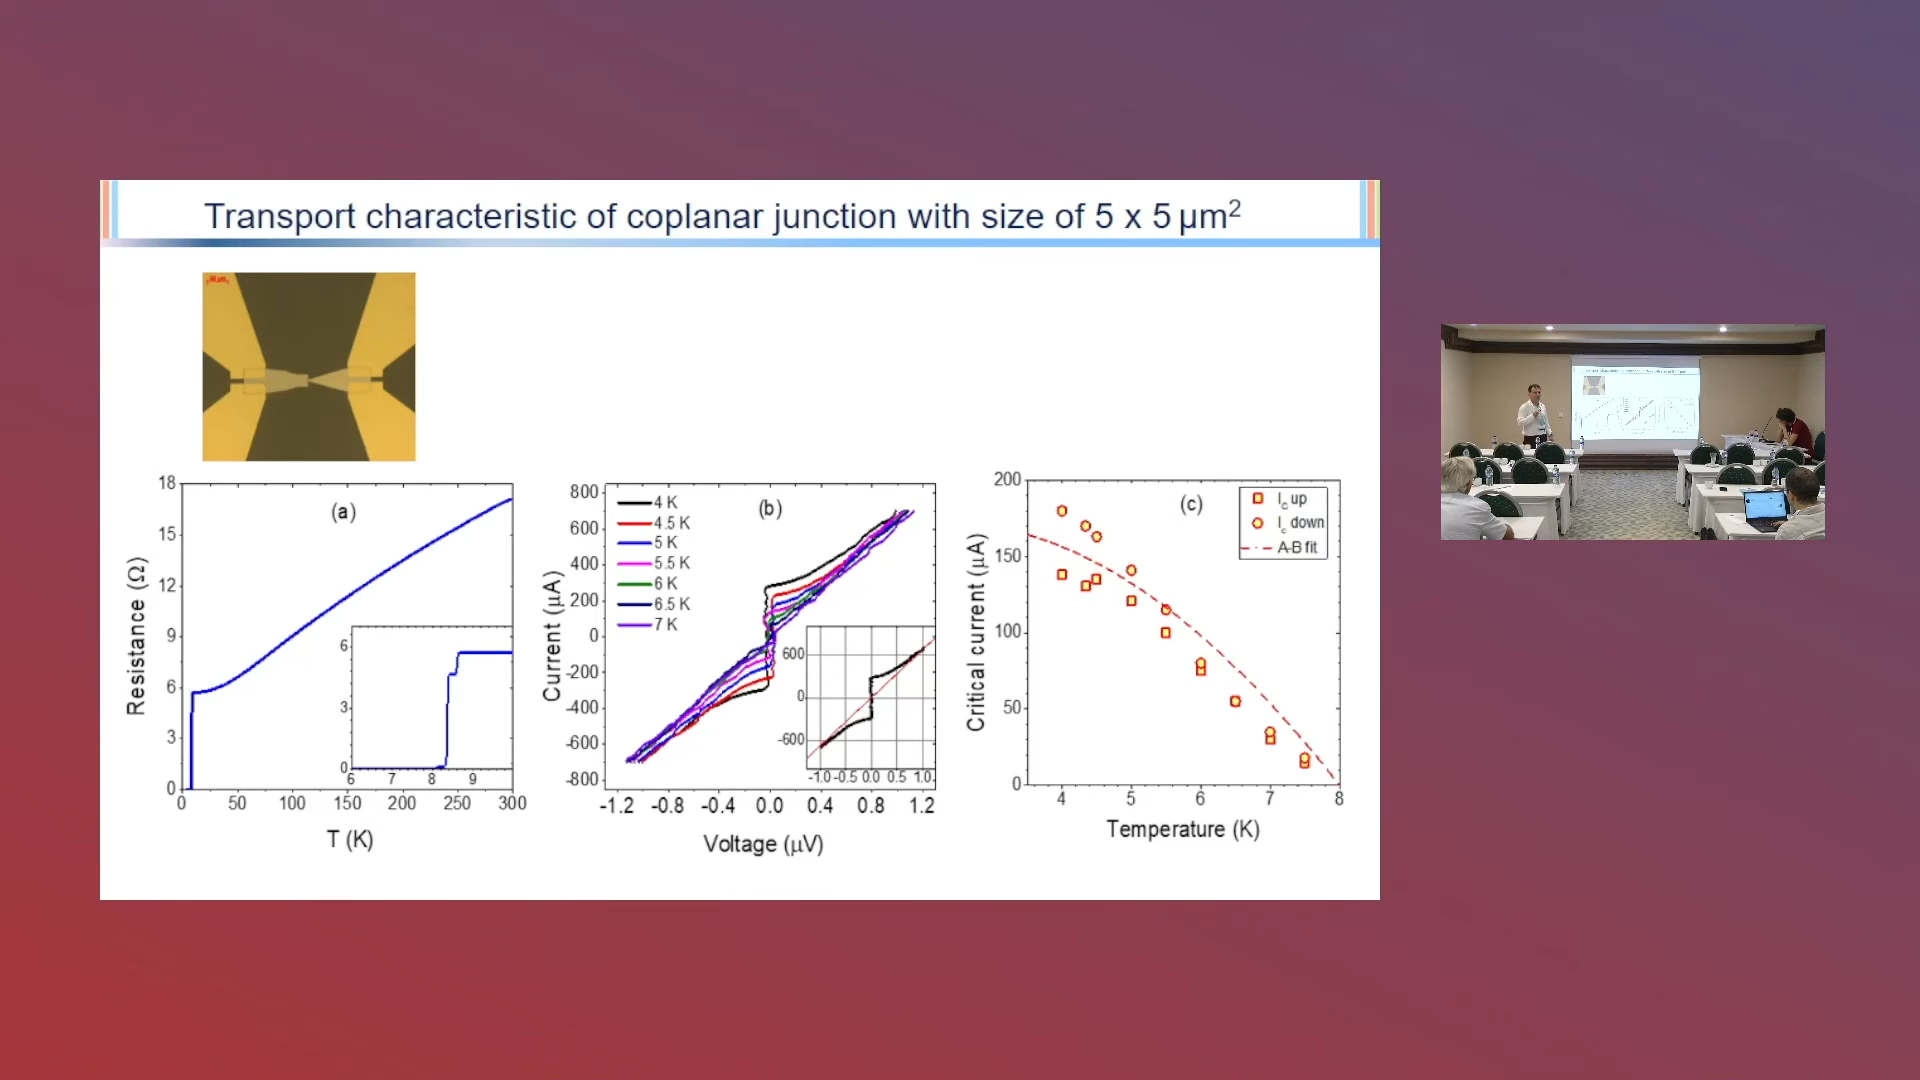 Transport characteristic of coplanar junction with size of 5 x 5 µm²
18
15
12
9
6
3
0
Resistance (Ω)
(a)
6
3
0
6 7 8 9
0 50 100 150 200 250 300
T (K)
800
600
400
200
0
-200
-400
-600
-800
Current (µA)
4 K
4.5 K
5 K
5.5 K
6 K
6.5 K
7 K
(b)
600
0
-600
-1.0 -0.5 0.0 0.5 1.0
-1.2 -0.8 -0.4 0.0 0.4 0.8 1.2
Voltage (µV)
200
150
100
50
0
Critical current (µA)
(c)
Ic up
Ic down
A-B fit
4 5 6 7 8
Temperature (K)